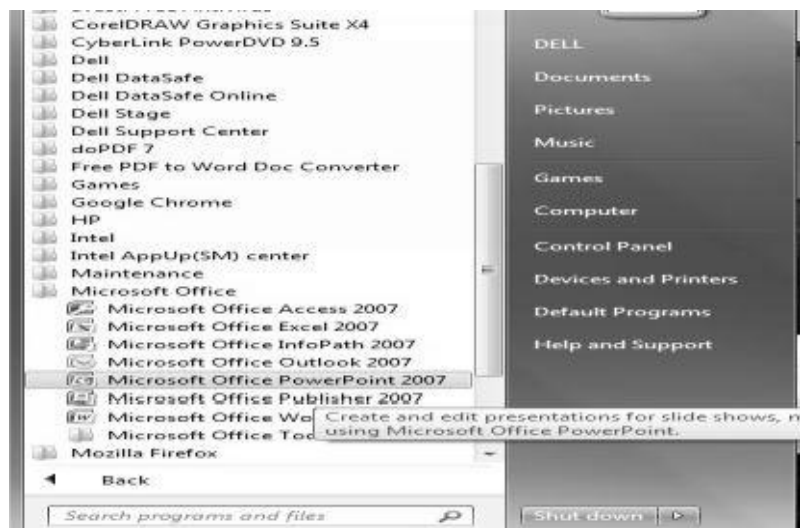 CorelDRAW Graphics Suite X4
CyberLink PowerDVD 9.5
Dell
Dell DataSafe
Dell DataSafe Online
Dell Stage
Dell Support Center
doPDF 7
Free PDF to Word Doc Converter
Games
Google Chrome
HP
Intel
Intel AppUp(SM) center
Maintenance
Microsoft Office
Microsoft Office Access 2007
Microsoft Office Excel 2007
Microsoft Office InfoPath 2007
Microsoft Office Outlook 2007
Microsoft Office PowerPoint 2007
Microsoft Office Publisher 2007
Microsoft Office Wo
Microsoft Office Too
Mozilla Firefox
Back
Search programs and files
DELL
Documents
Pictures
Music
Games
Computer
Control Panel
Devices and Printers
Default Programs
Help and Support
Create and edit presentations for slide shows, m
using Microsoft Office PowerPoint.
Shut down